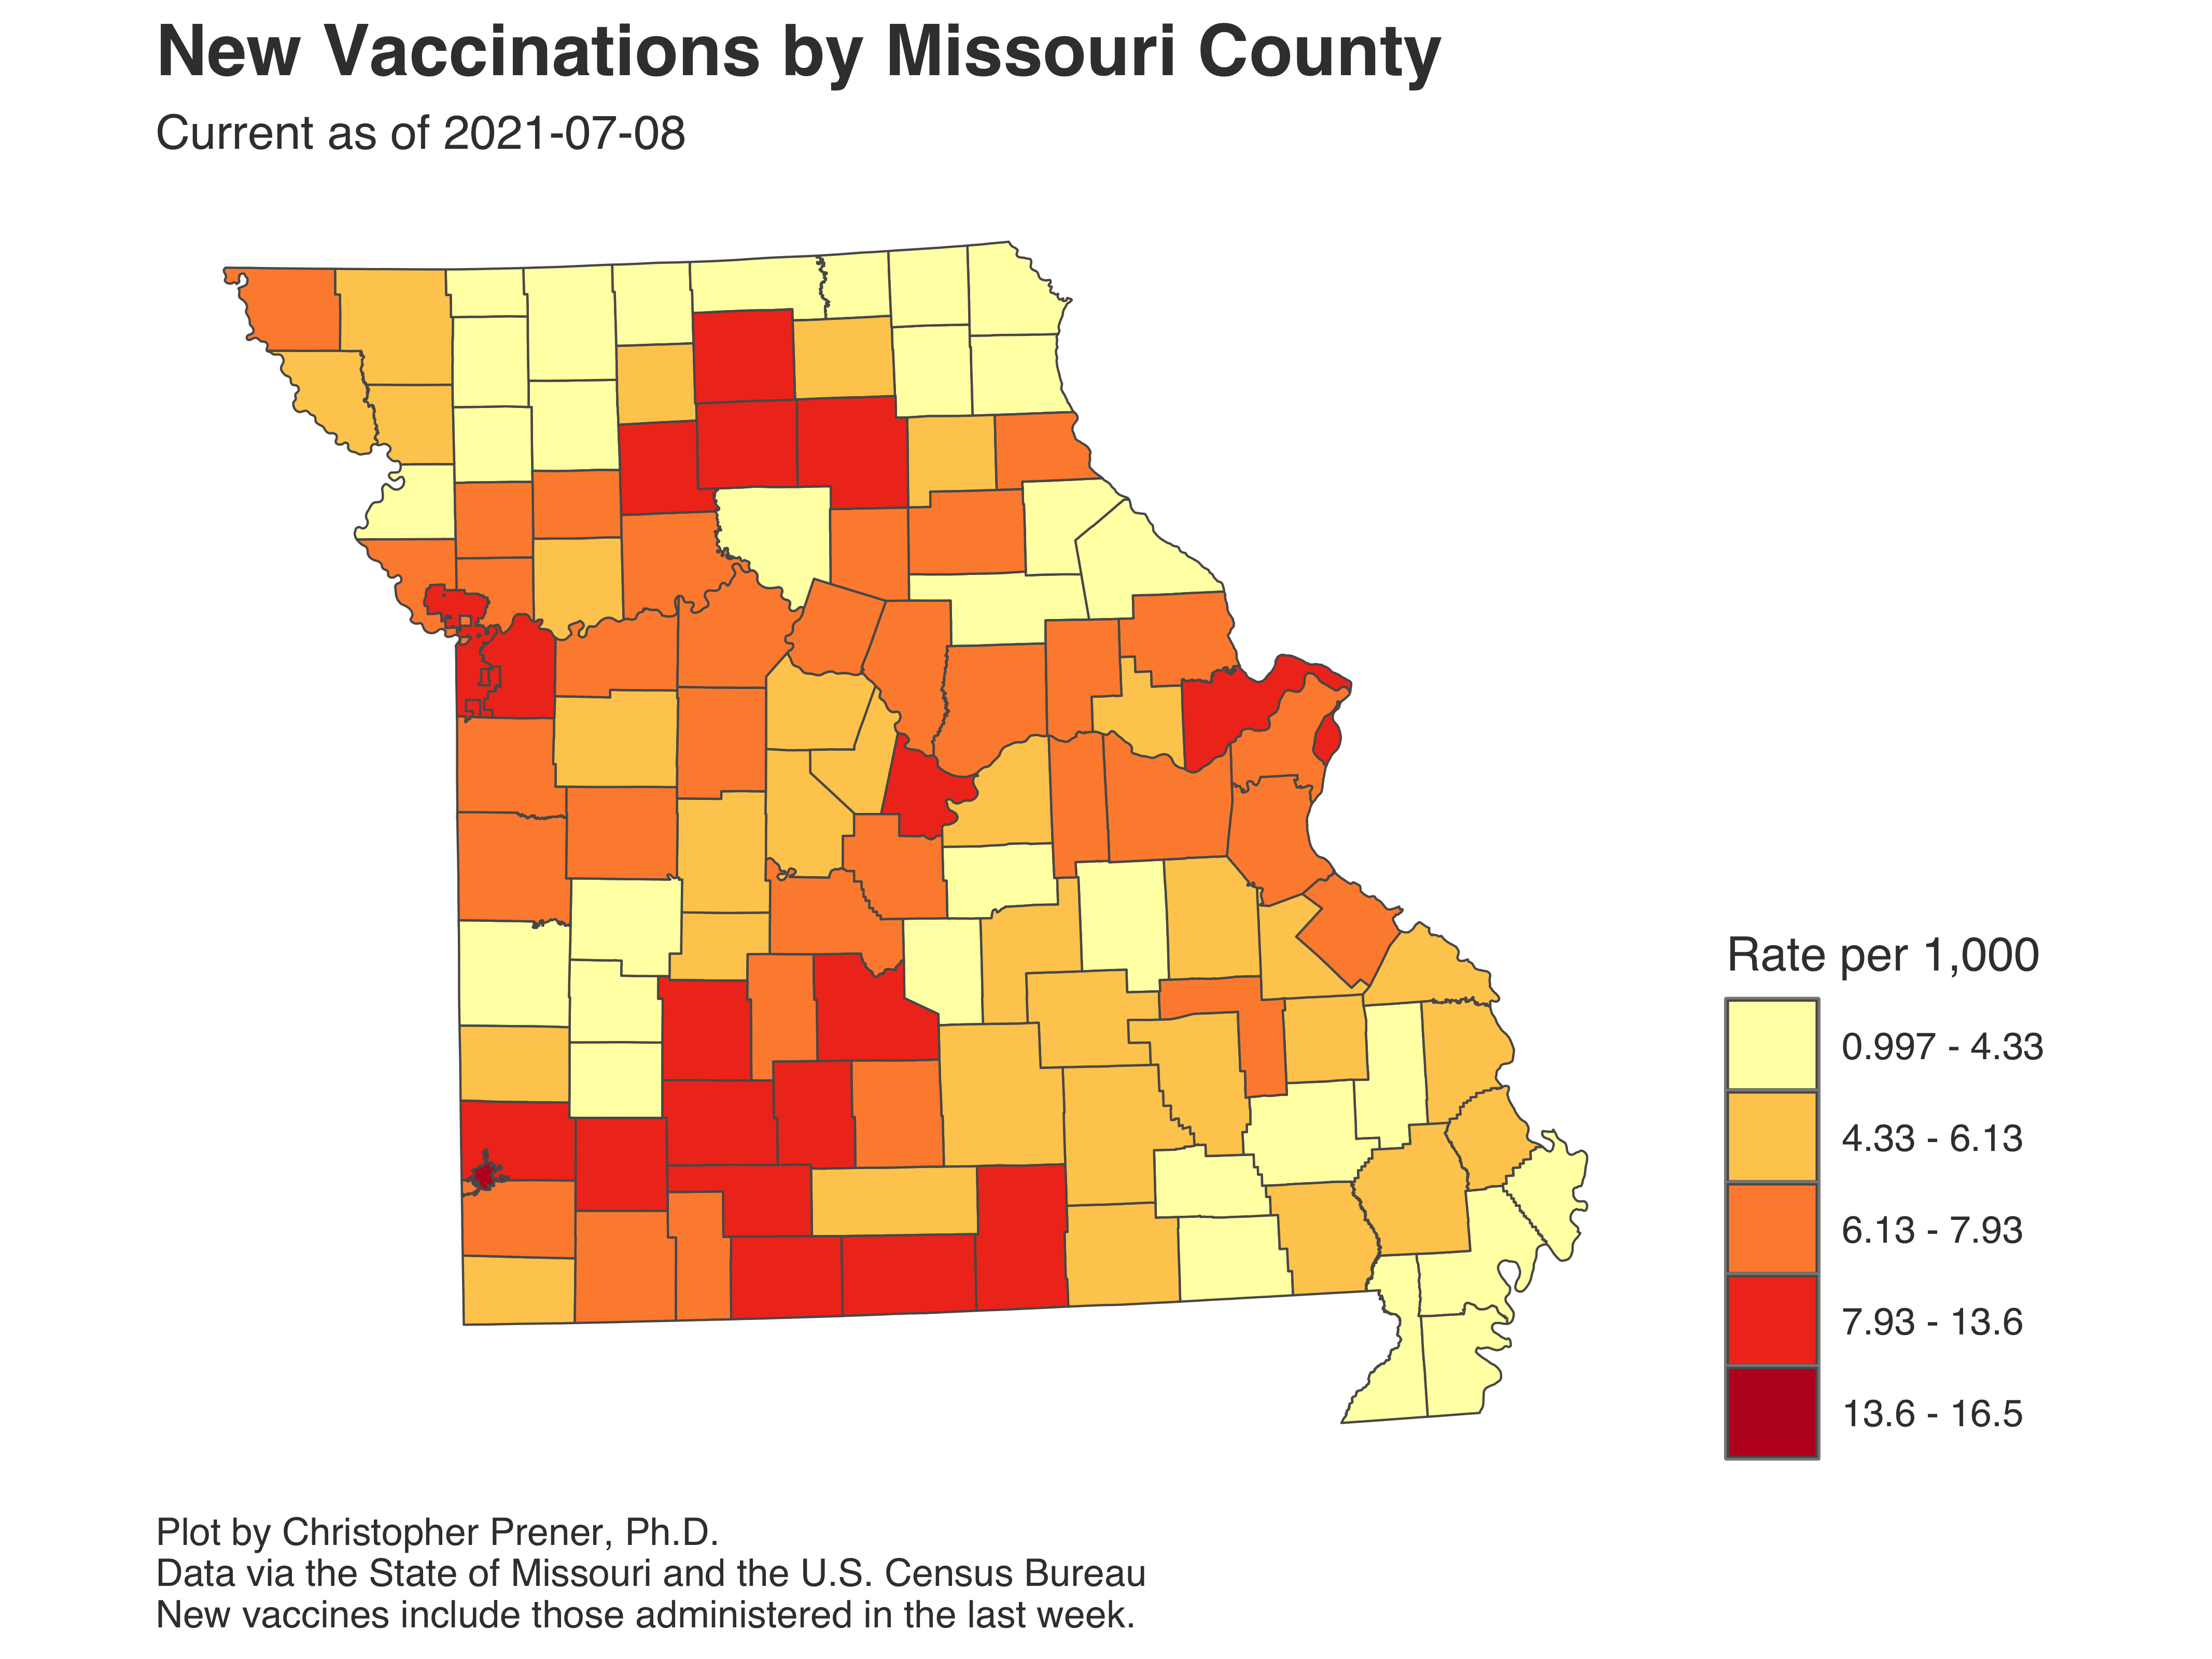 New Vaccinations by Missouri County
Current as of 2021-07-08
Rate per 1,000
0.997 - 4.33
4.33 - 6.13
6.13 - 7.93
7.93 - 13.6
13.6 - 16.5
Plot by Christopher Prener, Ph.D.
Data via the State of Missouri and the U.S. Census Bureau
New vaccines include those administered in the last week.